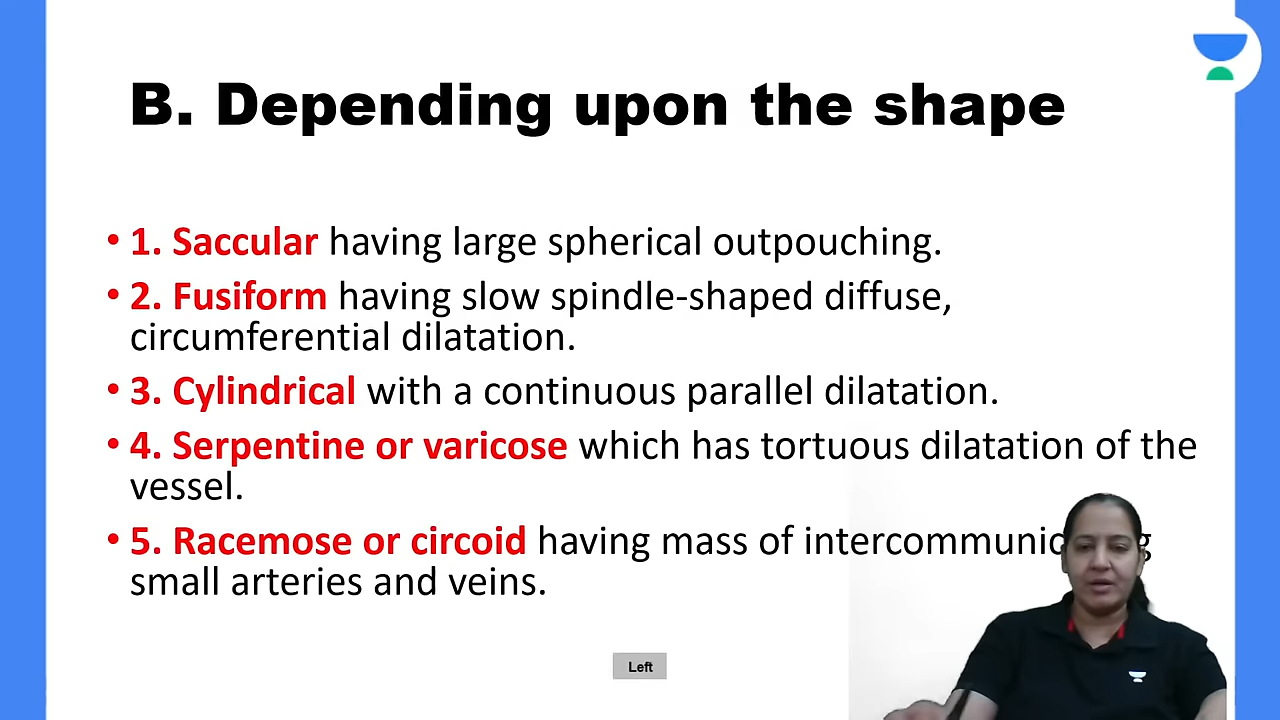 B. Depending upon the shape
• 1. Saccular having large spherical outpouching.
• 2. Fusiform having slow spindle-shaped diffuse,
circumferential dilatation.
• 3. Cylindrical with a continuous parallel dilatation.
• 4. Serpentine or varicose which has tortuous dilatation of the
vessel.
• 5. Racemose or circoid having mass of
small arteries and veins.
Left